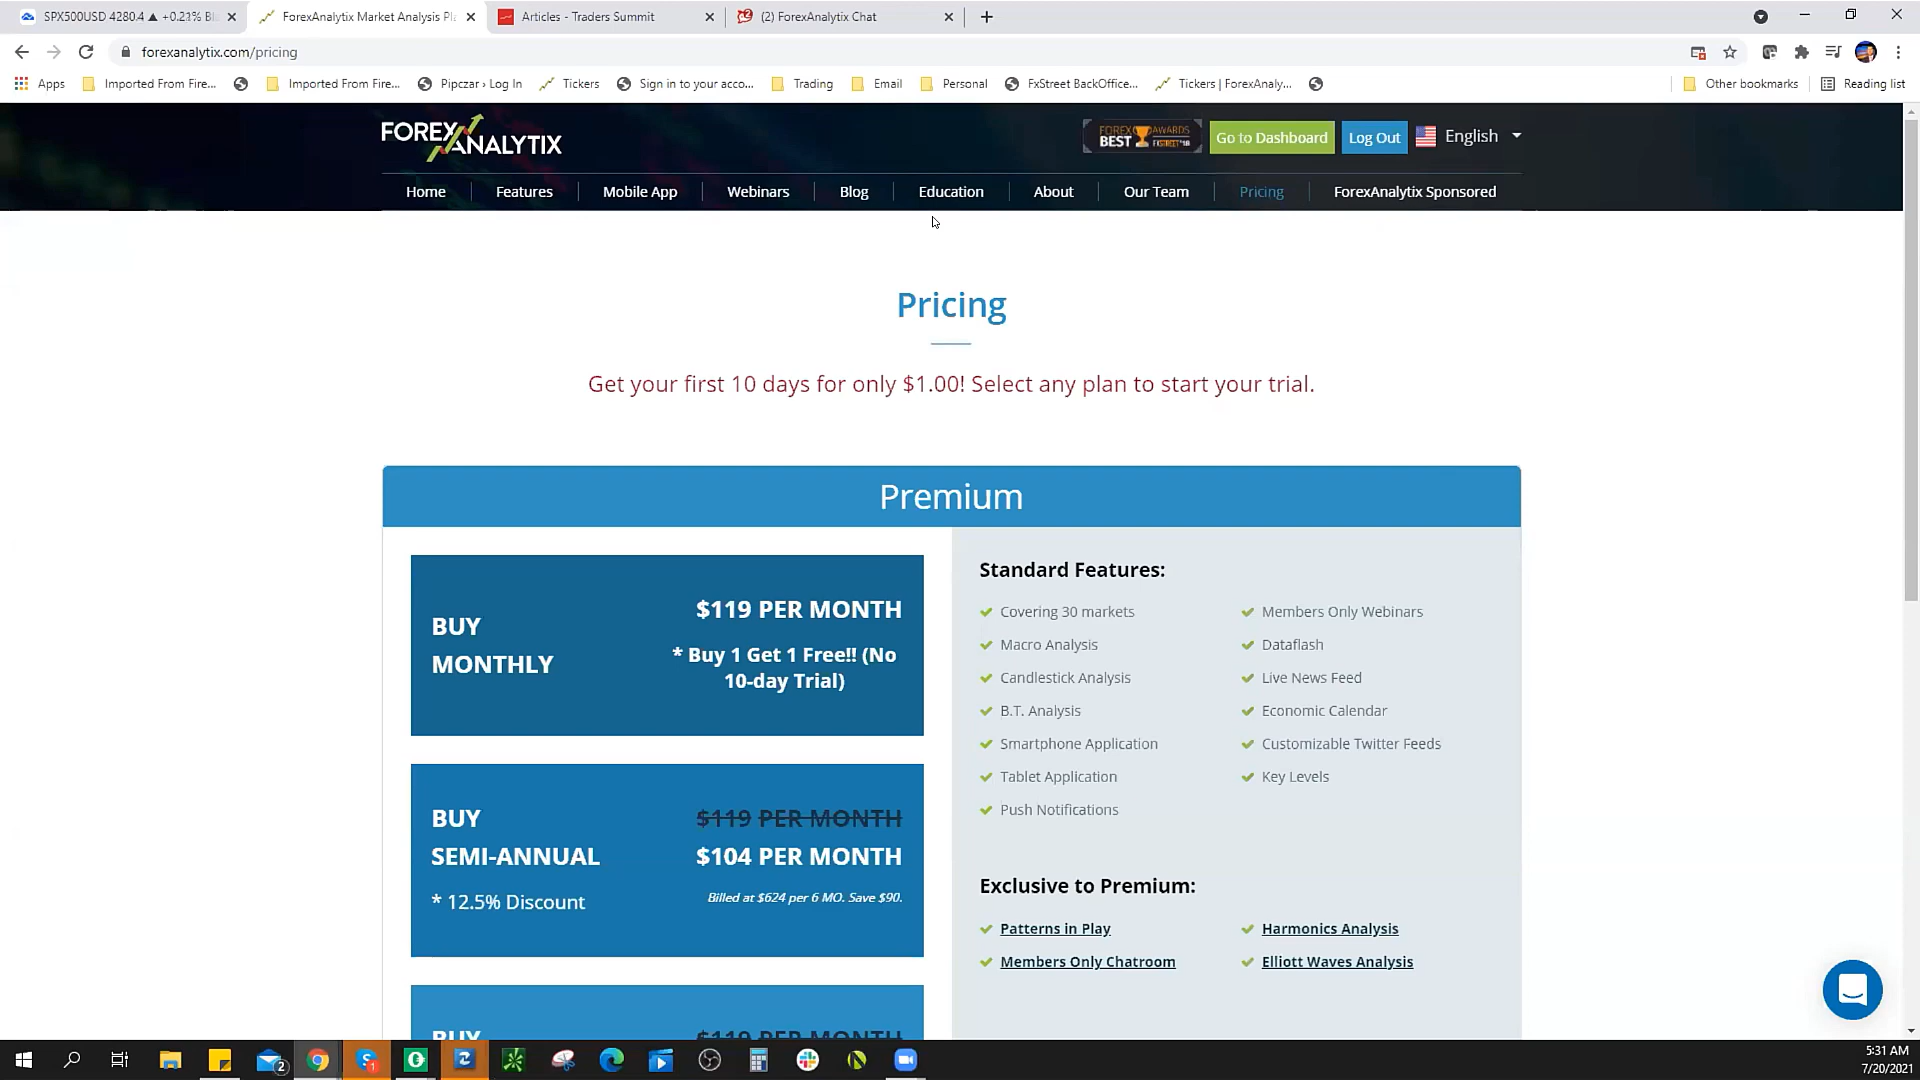 SPX500USD 4280.4 ▲ +0.21% Bl
ForexAnalytix Market Analysis Pl
Articles - Traders Summit
(2) ForexAnalytix Chat
forexanalytix.com/pricing
Apps
Imported From Fire...
Imported From Fire...
Pipczar › Log In
Tickers
Sign in to your acco...
Trading
Email
Personal
FxStreet BackOffice...
Tickers | ForexAnaly...
Other bookmarks
Reading list
FOREX ANALYTIX
FOREX AWARDS
BEST
Go to Dashboard
Log Out
English
Home
Features
Mobile App
Webinars
Blog
Education
About
Our Team
Pricing
ForexAnalytix Sponsored
Pricing
Get your first 10 days for only $1.00! Select any plan to start your trial.
Premium
BUY
MONTHLY
$119 PER MONTH
* Buy 1 Get 1 Free!! (No
10-day Trial)
BUY
SEMI-ANNUAL
* 12.5% Discount
$119 PER MONTH
$104 PER MONTH
Billed at $624 per 6 MO. Save $90.
BUY
$119 PER MONTH
Standard Features:
Covering 30 markets
Macro Analysis
Candlestick Analysis
B.T. Analysis
Smartphone Application
Tablet Application
Push Notifications
Members Only Webinars
Dataflash
Live News Feed
Economic Calendar
Customizable Twitter Feeds
Key Levels
Exclusive to Premium:
Patterns in Play
Members Only Chatroom
Harmonics Analysis
Elliott Waves Analysis
2
1
5:31 AM
7/20/2021